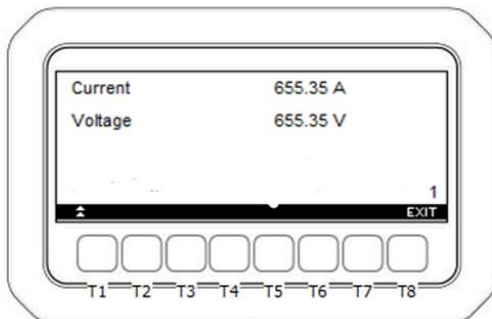 Current 655.35 A
Voltage 655.35 V
1
EXIT
T1 T2 T3 T4 T5 T6 T7 T8